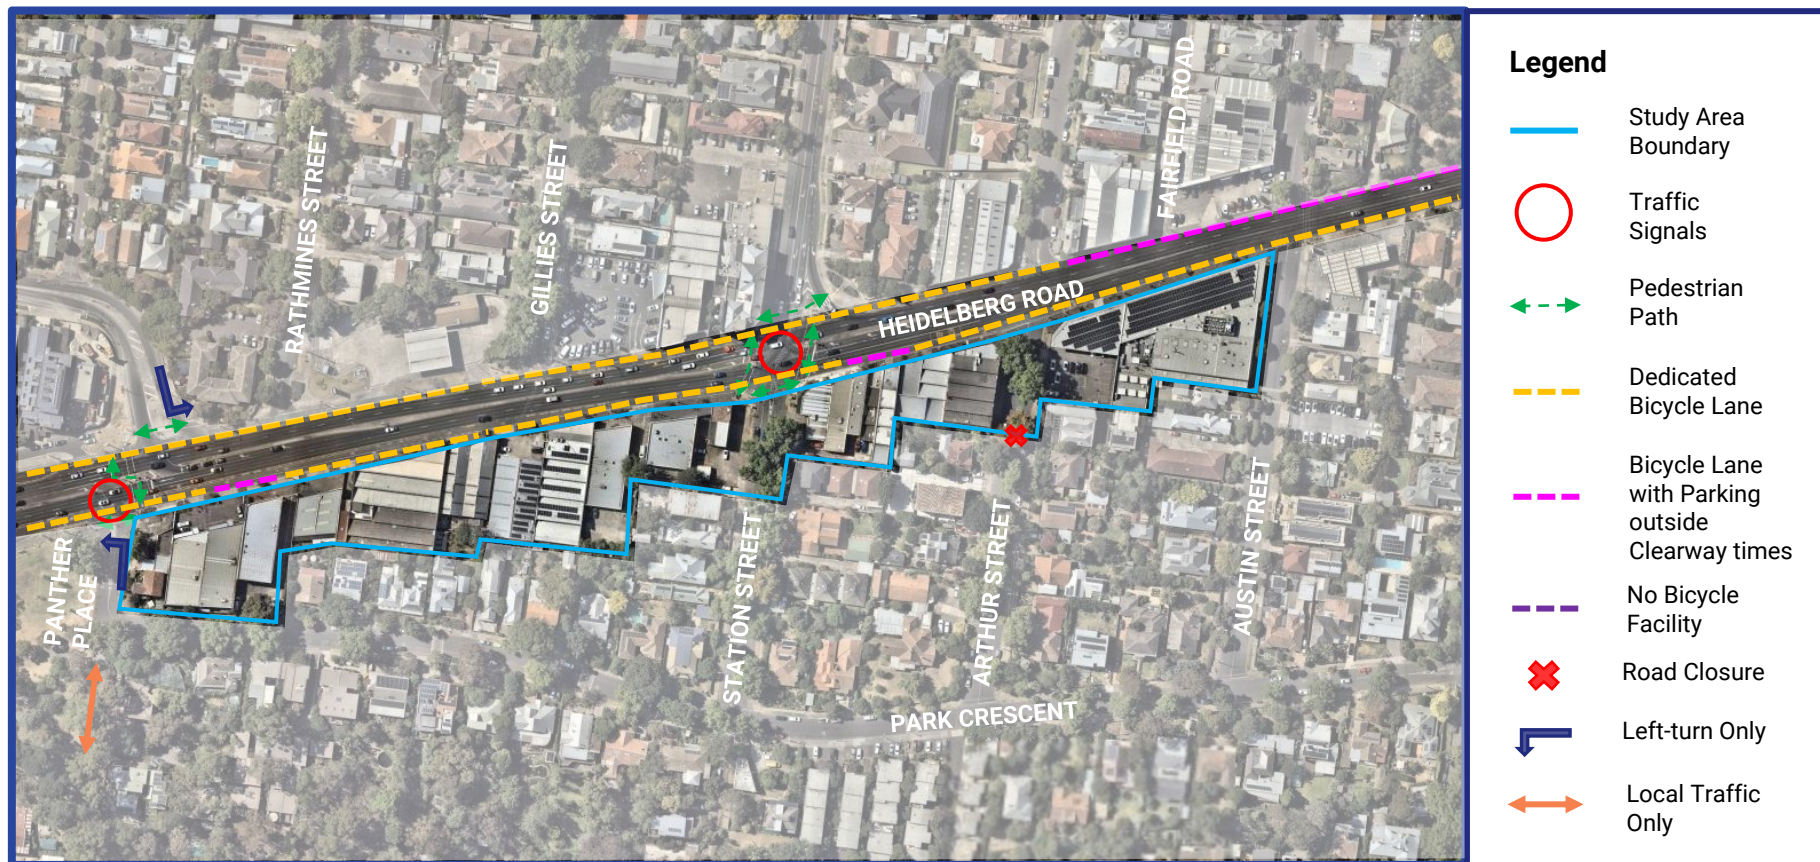 RATHMINES STREET
GILLIES STREET
FAIRFIELD ROAD
HEIDELBERG ROAD
PANTHER
PLACE
STATION STREET
ARTHUR STREET
AUSTIN STREET
PARK CRESCENT
Legend
Study Area
Boundary
Traffic
Signals
Pedestrian
Path
Dedicated
Bicycle Lane
Bicycle Lane
with Parking
outside
Clearway times
No Bicycle
Facility
Road Closure
Left-turn Only
Local Traffic
Only